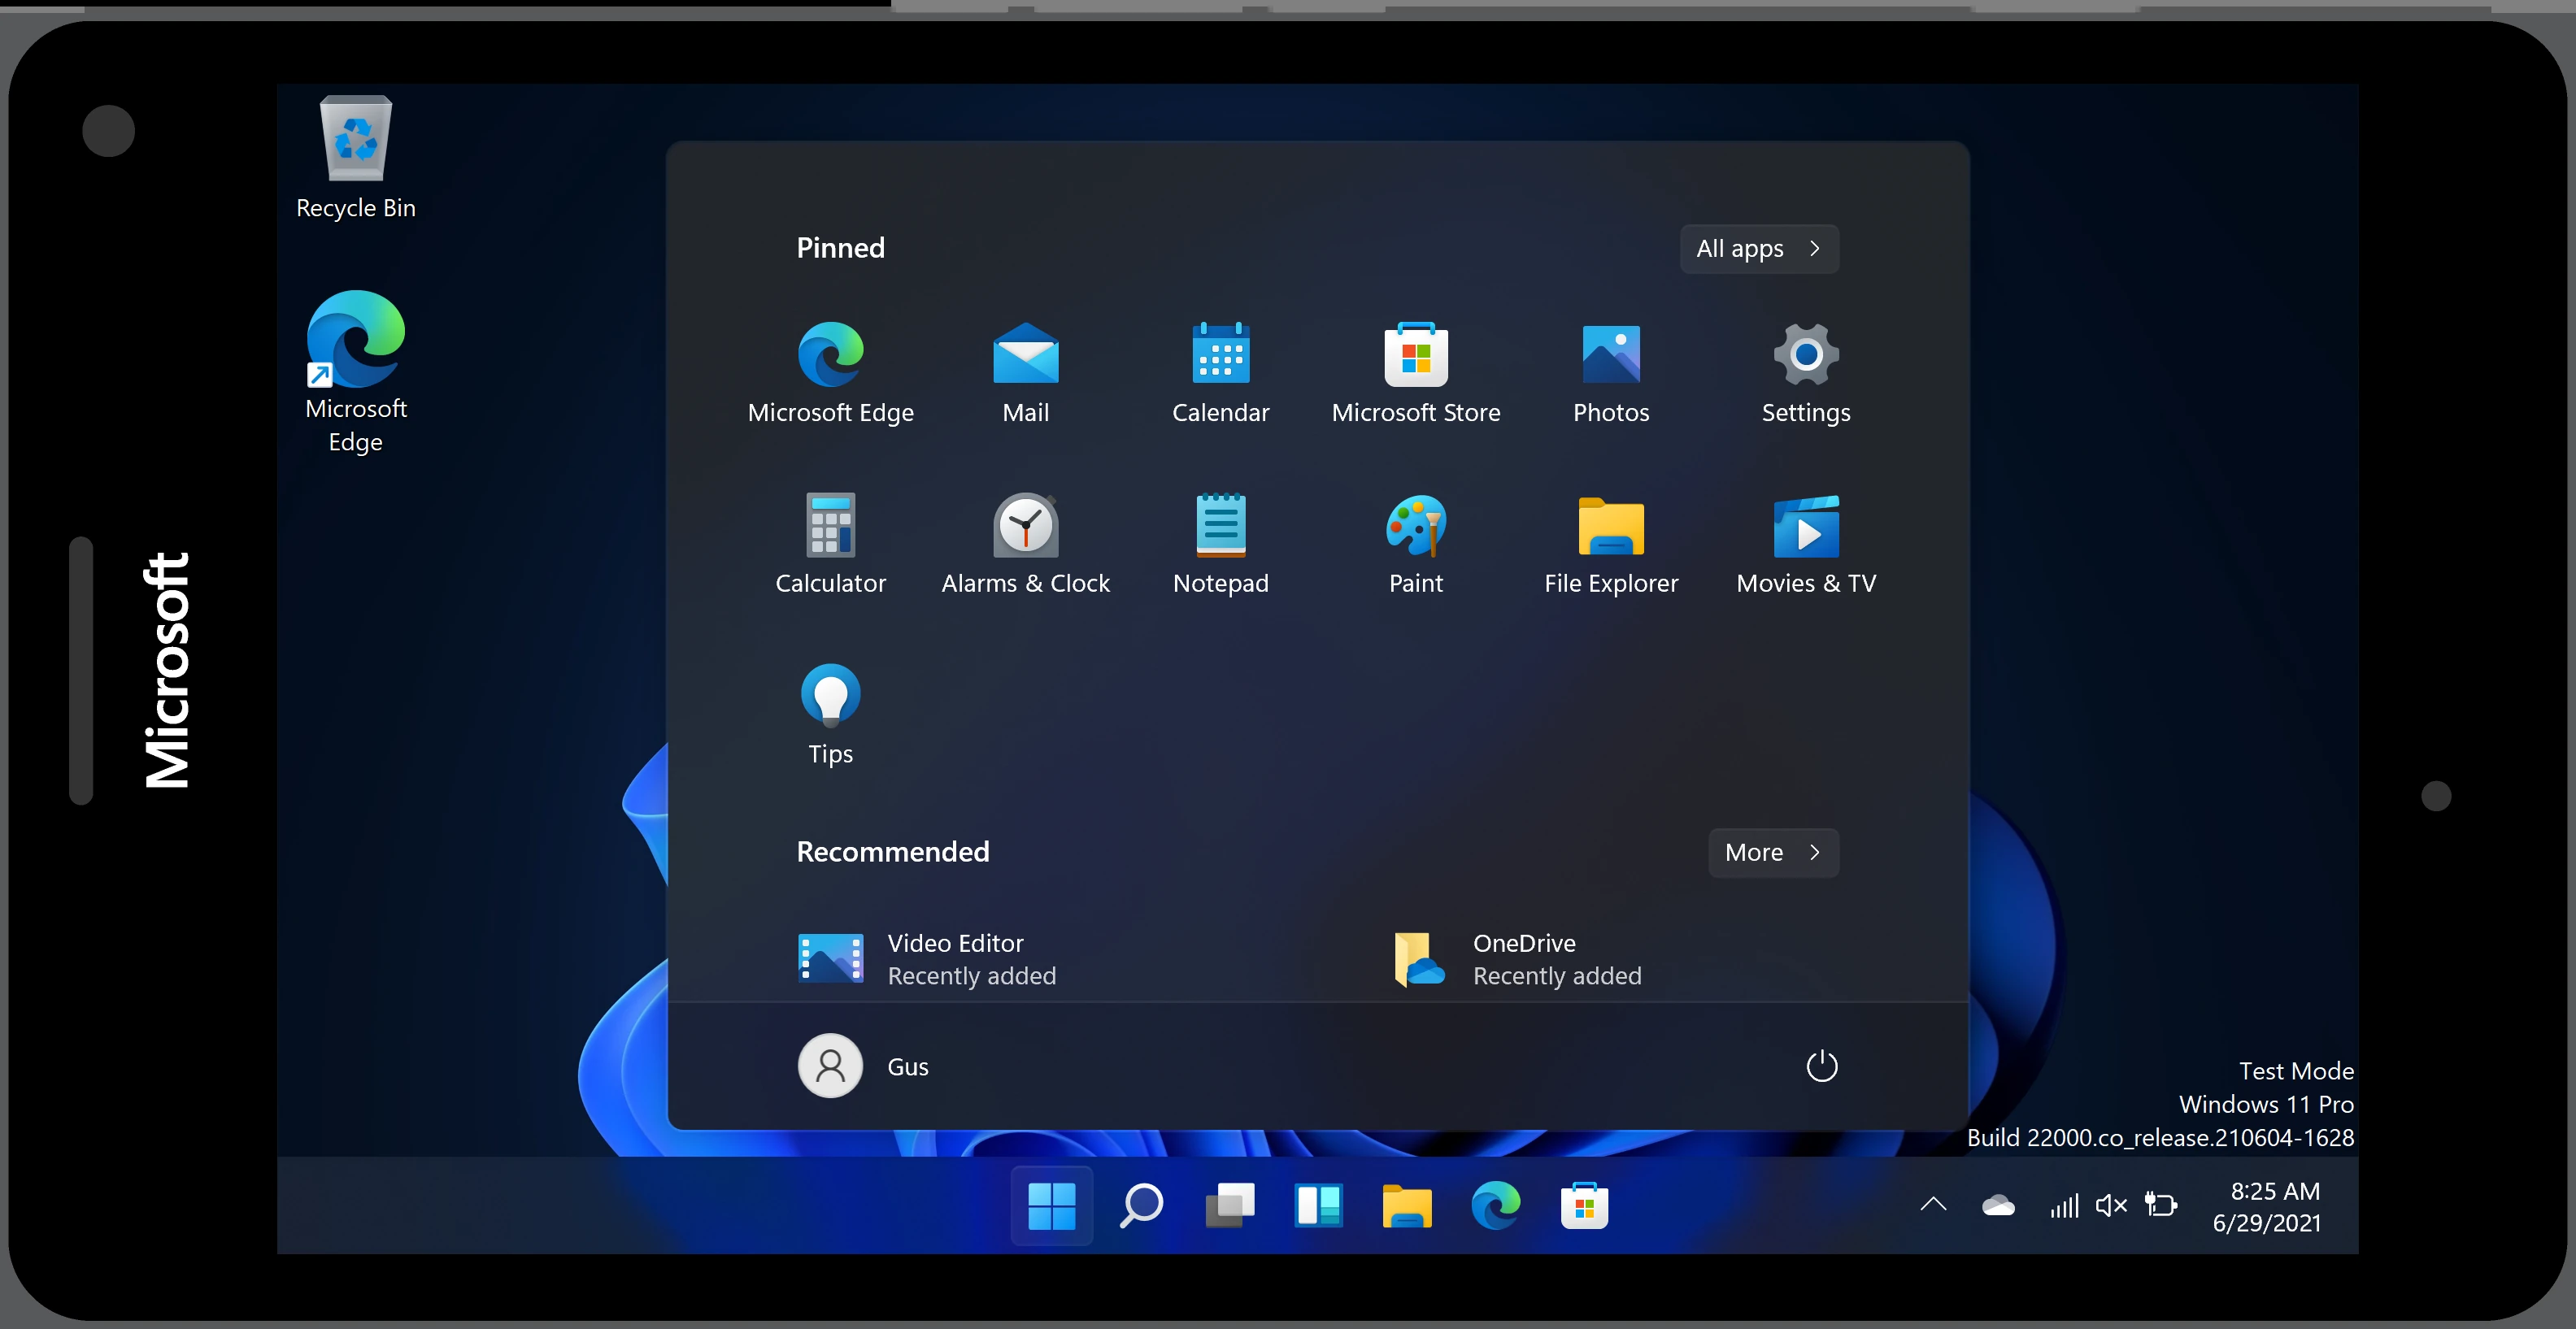 Microsoft
Recycle Bin
Microsoft
Edge
Pinned
All apps
Microsoft Edge
Mail
Calendar
Microsoft Store
Photos
Settings
Calculator
Alarms & Clock
Notepad
Paint
File Explorer
Movies & TV
Tips
Recommended
More
Video Editor
Recently added
OneDrive
Recently added
Gus
Test Mode
Windows 11 Pro
Build 22000.co_release.210604-1628
8:25 AM
6/29/2021